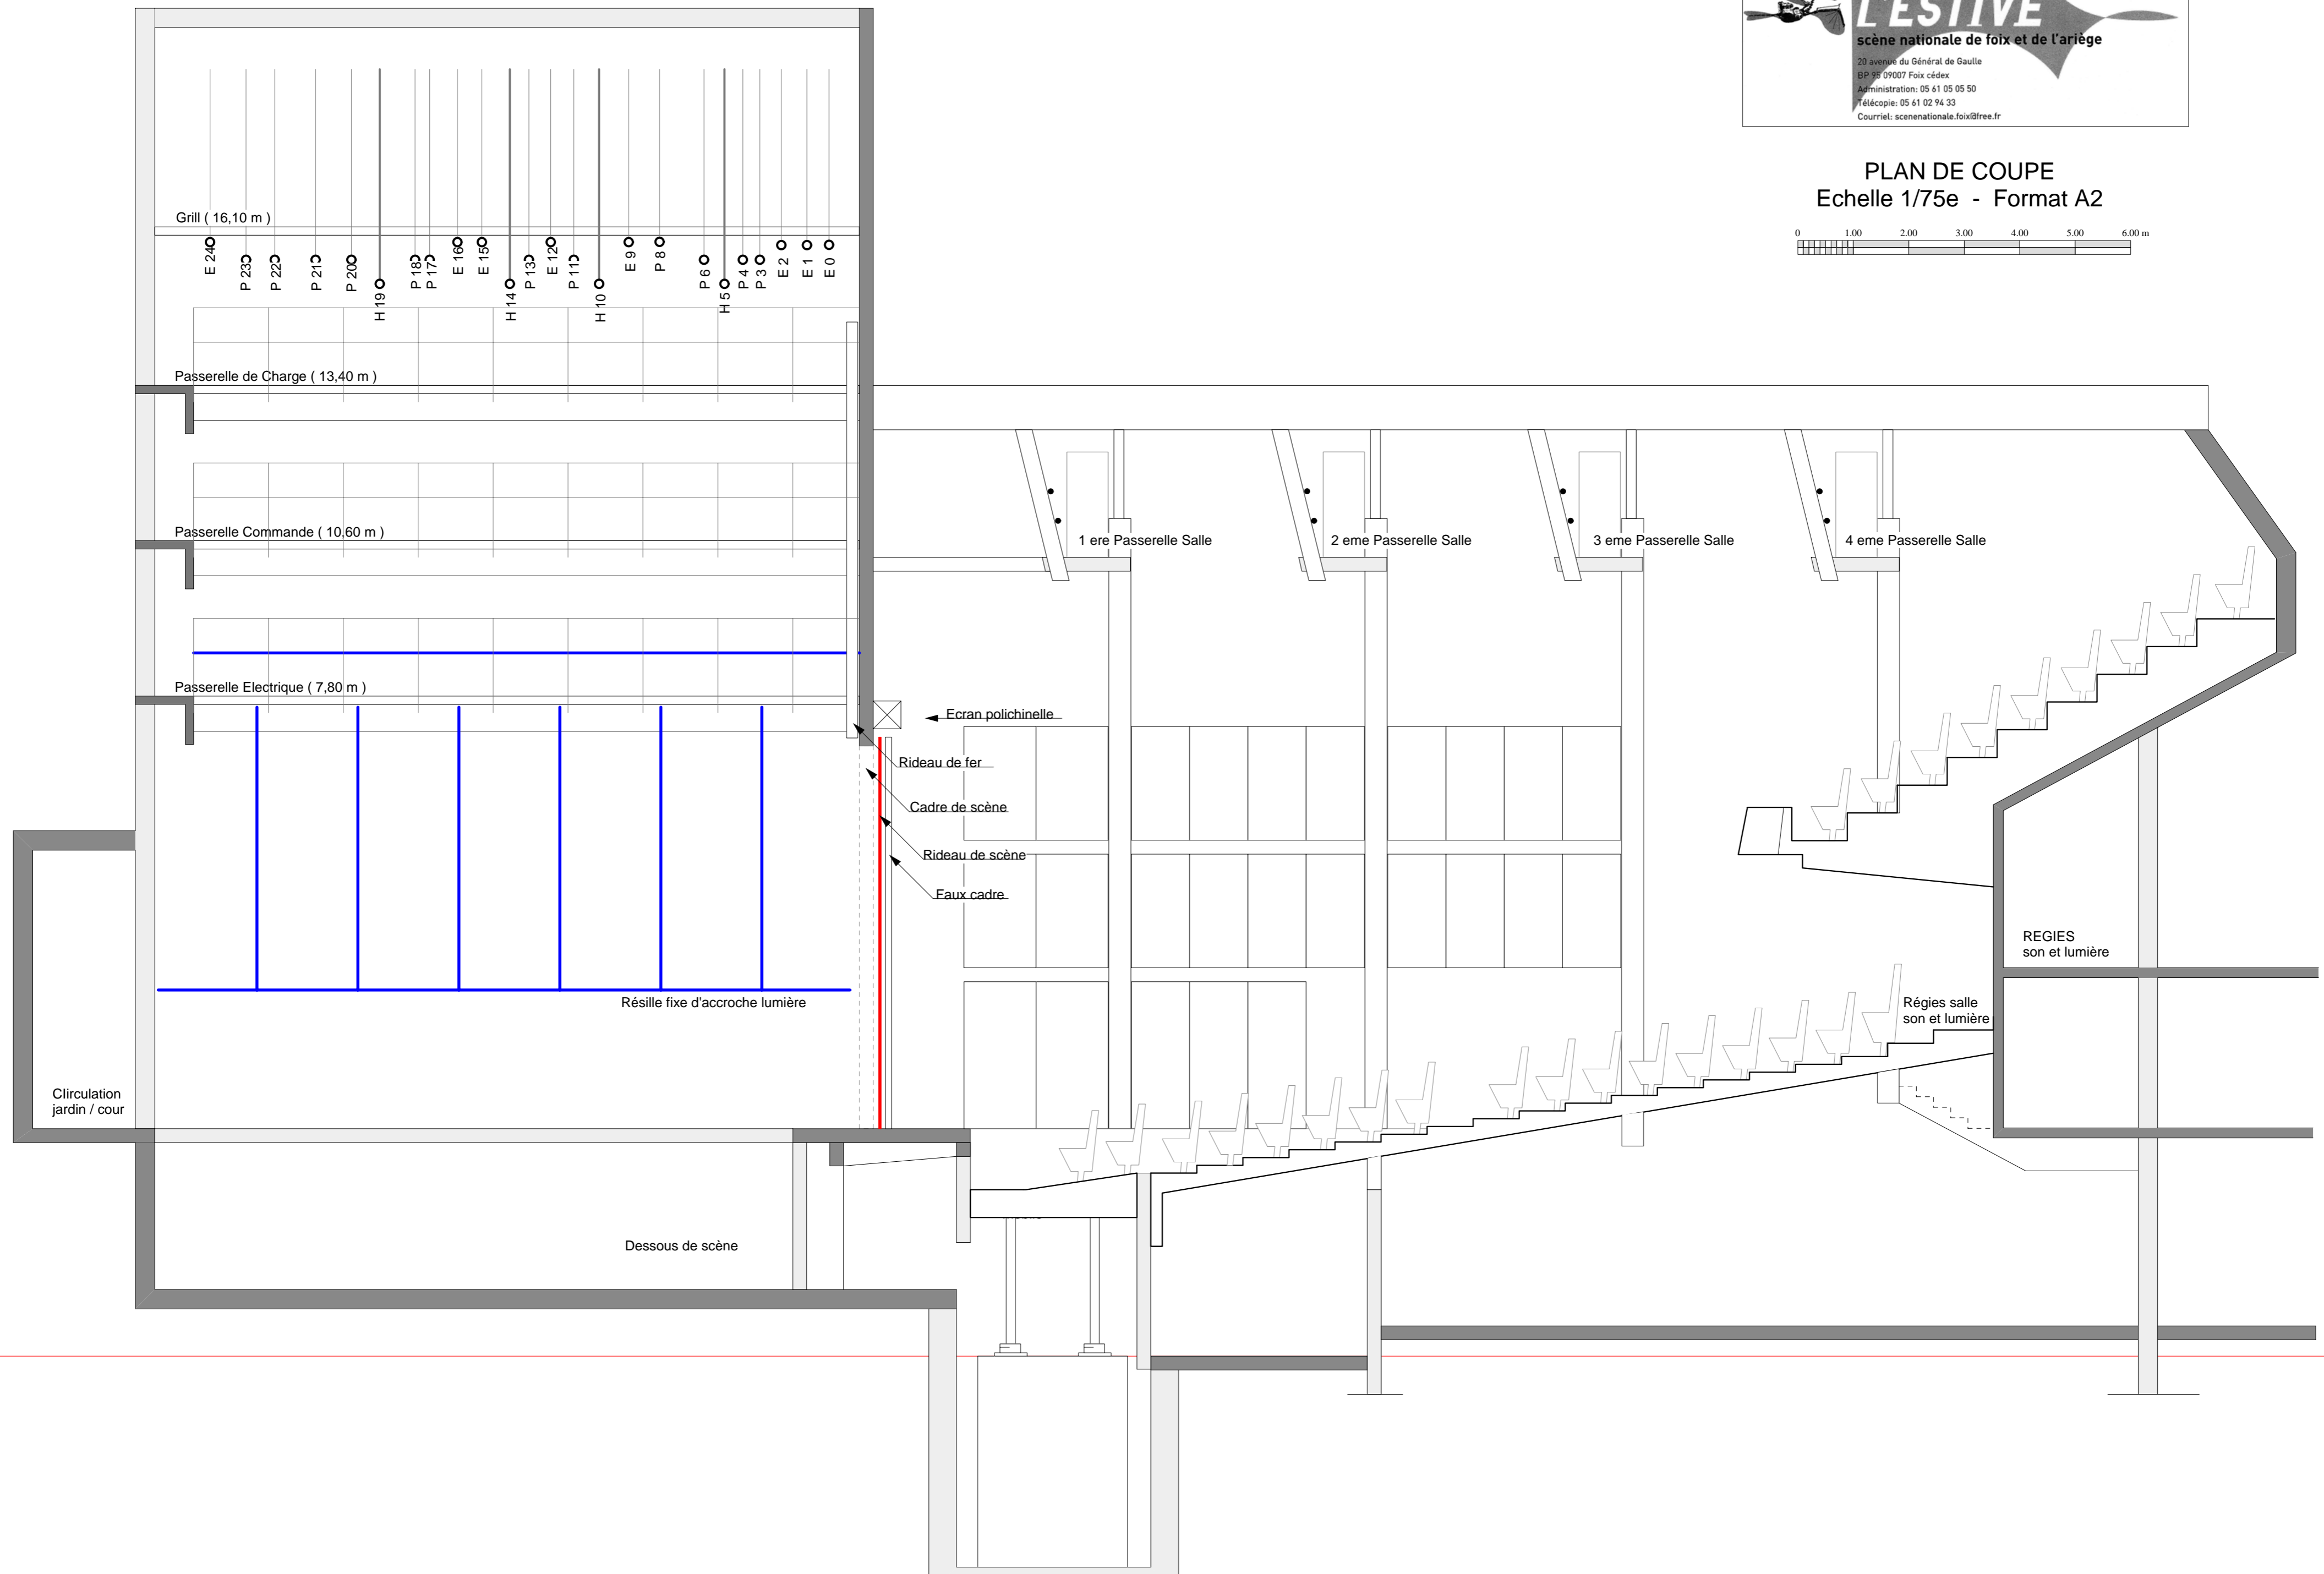 L'ESTIVE
scène nationale de foix et de l'ariège
20 avenue du Général de Gaulle
BP 95 09007 Foix cédex
Administration: 05 61 05 05 50
Télécopie: 05 61 02 94 33
Courriel: scenenationale.foix@free.fr
PLAN DE COUPE
Echelle 1/75e - Format A2
0 1.00 2.00 3.00 4.00 5.00 6.00 m
Grill ( 16,10 m )
E 24
P 23
P 22
P 21
P 20
H 19
P 18
P 17
E 16
E 15
H 14
P 13
E 12
P 11
H 10
E 9
P 8
P 6
H 5
P 4
P 3
E 2
E 1
E 0
Passerelle de Charge ( 13,40 m )
Passerelle Commande ( 10,60 m )
1 ere Passerelle Salle
2 eme Passerelle Salle
3 eme Passerelle Salle
4 eme Passerelle Salle
Passerelle Electrique ( 7,80 m )
Ecran polichinelle
Rideau de fer
Cadre de scène
Rideau de scène
Faux cadre
REGIES
son et lumière
Résille fixe d'accroche lumière
Régies salle
son et lumière
Clirculation
jardin / cour
Dessous de scène